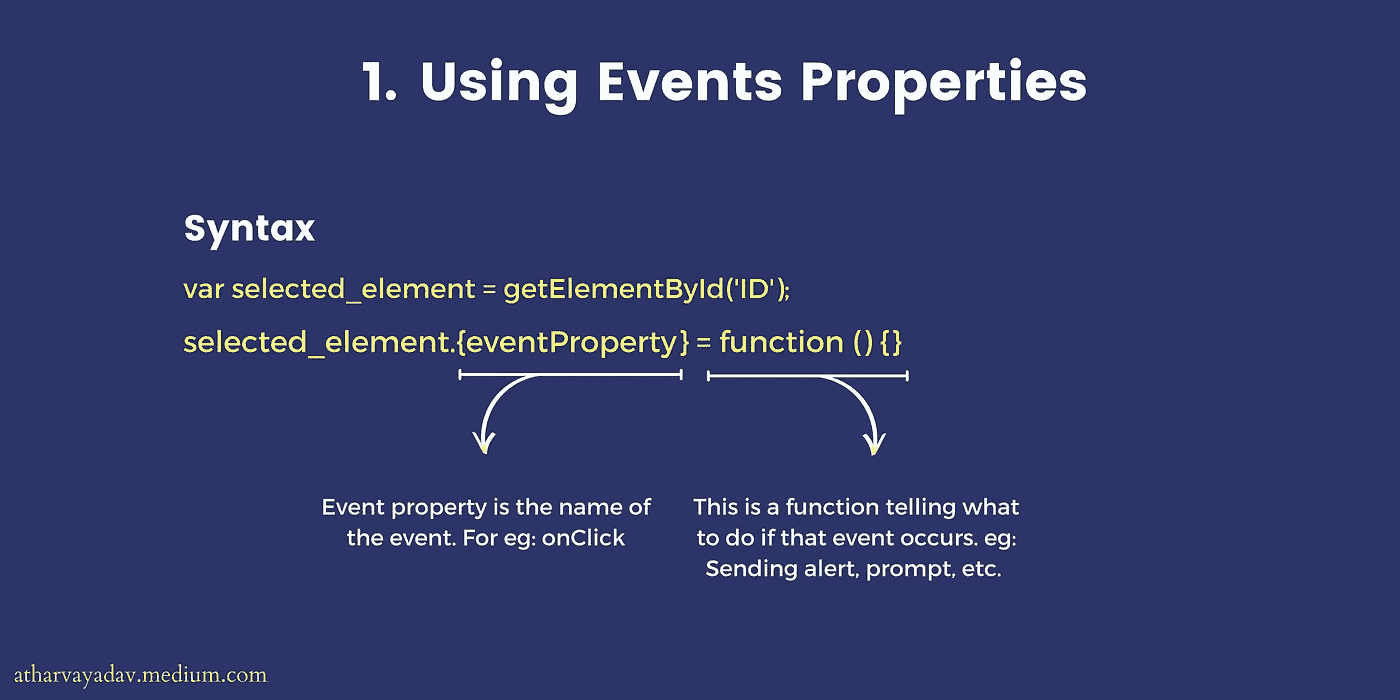 1. Using Events Properties
Syntax
var selected_element = getElementById('ID');
selected_element.{eventProperty} = function () {}
Event property is the name of
the event. For eg: onClick
This is a function telling what
to do if that event occurs. eg:
Sending alert, prompt, etc.
atharvayadav.medium.com